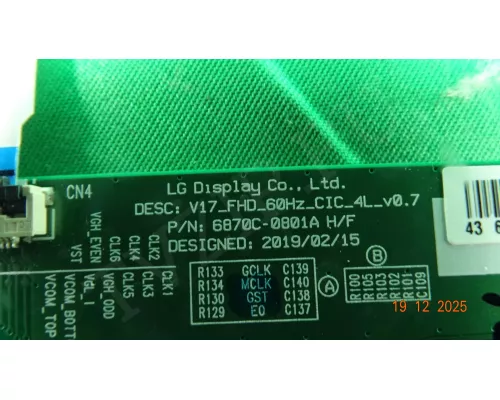 LG Display Co., Ltd.
DESC: V17_FHD_60Hz_CIC_4L_v0.7
P/N: 6870C-0801A H/F
DESIGNED: 2019/02/15
CN4
VST
VGH_EVEN
CLK6
CLK4
CLK2
VCOM_TOP
VCOM_BOTT
Vd_I
VGH_ODD
CLK5
CLK3
CLK1
R133 GCLK C139
R134 MCLK C140
R130 GST C138
R129 EO C137
A
B
R100
R105
R103
R102
R101
C109
43 6
19 12 2025